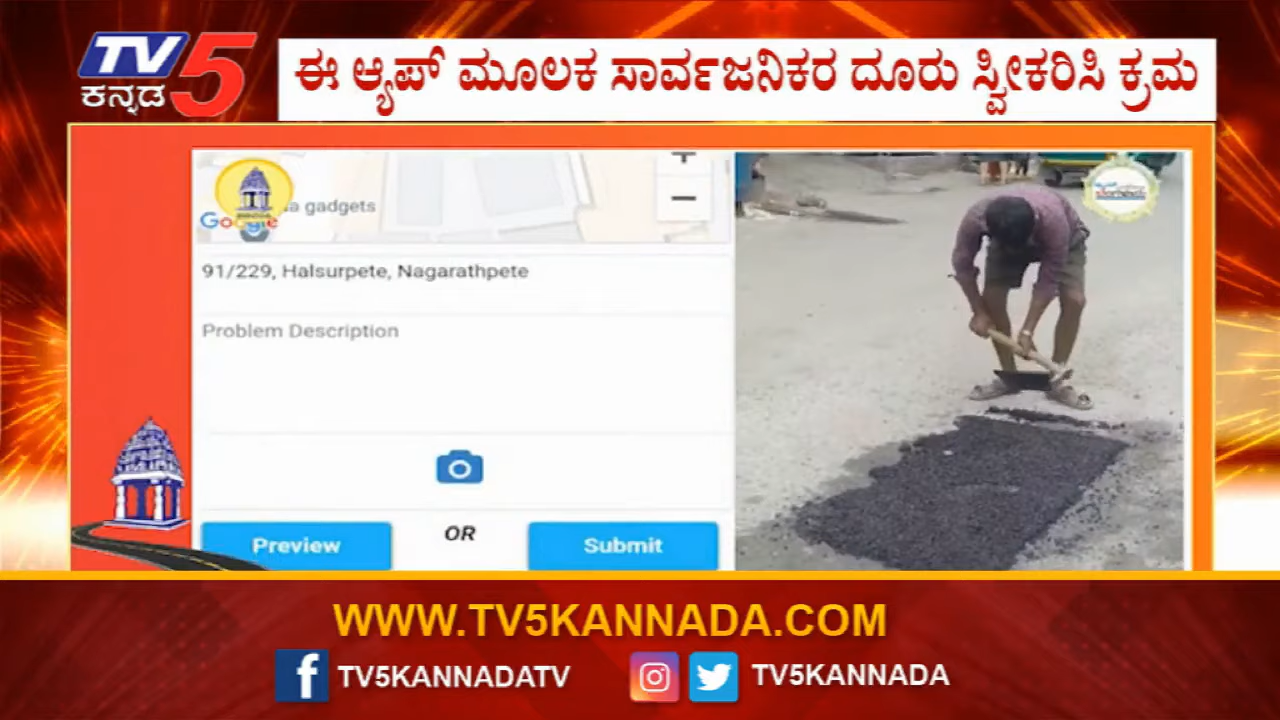 TV5
ಕನ್ನಡ
ಈ ಆ್ಯಪ್ ಮೂಲಕ ಸಾರ್ವಜನಿಕರ ದೂರು ಸ್ವೀಕರಿಸಿ ಕ್ರಮ
gadgets
Google
91/229, Halsurpete, Nagarathpete
Problem Description
Preview
OR
Submit
WWW.TV5KANNADA.COM
TV5KANNADATV
TV5KANNADA